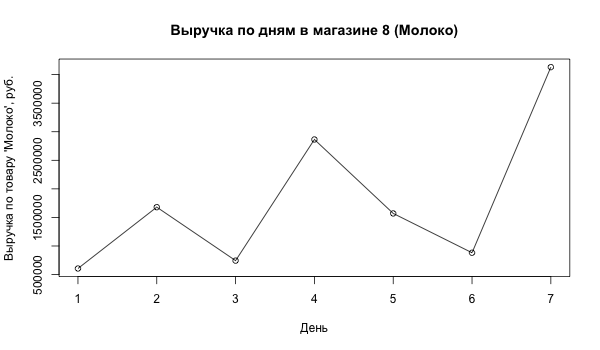 Выручка по дням в магазине 8 (Молоко)
Выручка по товару 'Молоко', руб.
3500000
2500000
1500000
500000
1 2 3 4 5 6 7
День